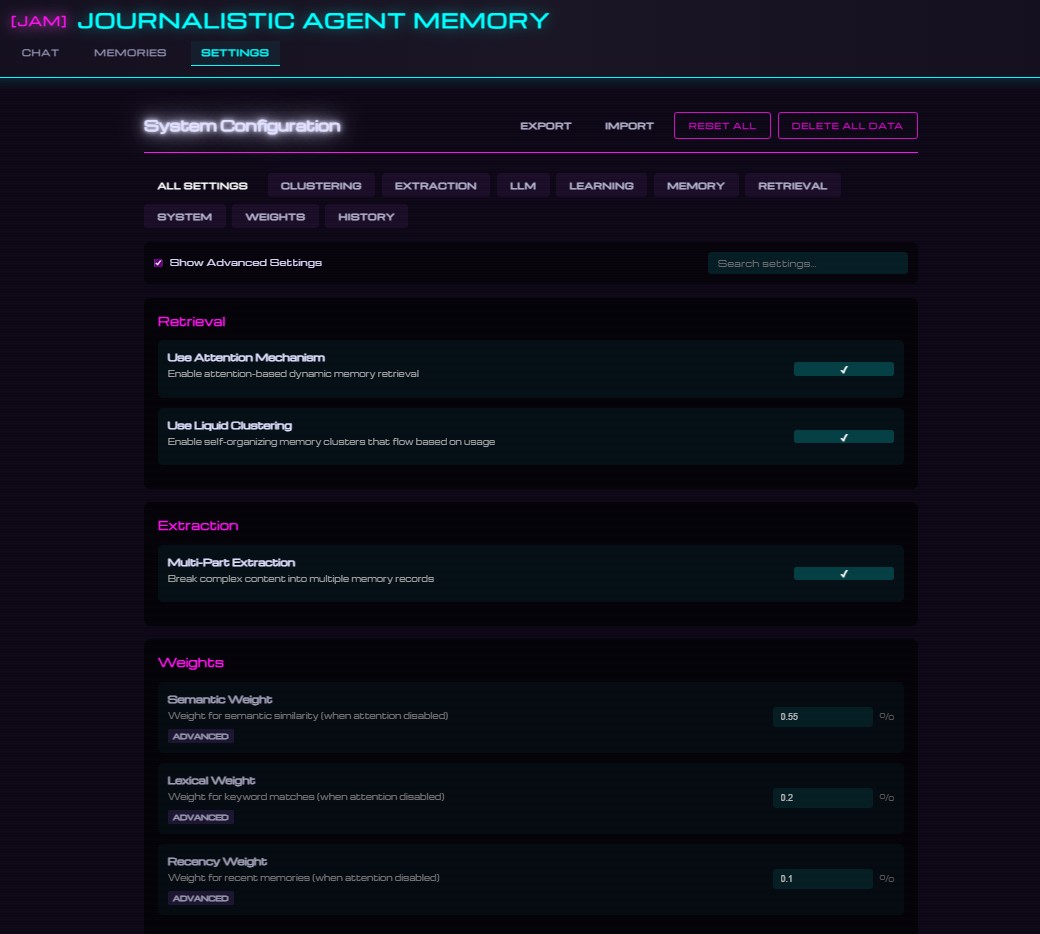 [JAM] JOURNALISTIC AGENT MEMORY
CHAT MEMORIES SETTINGS
System Configuration EXPORT IMPORT RESET ALL DELETE ALL DATA
ALL SETTINGS CLUSTERING EXTRACTION LLM LEARNING MEMORY RETRIEVAL
SYSTEM WEIGHTS HISTORY
Show Advanced Settings Search settings...
Retrieval
Use Attention Mechanism
Enable attention-based dynamic memory retrieval
Use Liquid Clustering
Enable self-organizing memory clusters that flow based on usage
Extraction
Multi-Part Extraction
Break complex content into multiple memory records
Weights
Semantic Weight
Weight for semantic similarity (when attention disabled)
0.55 %
ADVANCED
Lexical Weight
Weight for keyword matches (when attention disabled)
0.2 %
ADVANCED
Recency Weight
Weight for recent memories (when attention disabled)
0.1 %
ADVANCED